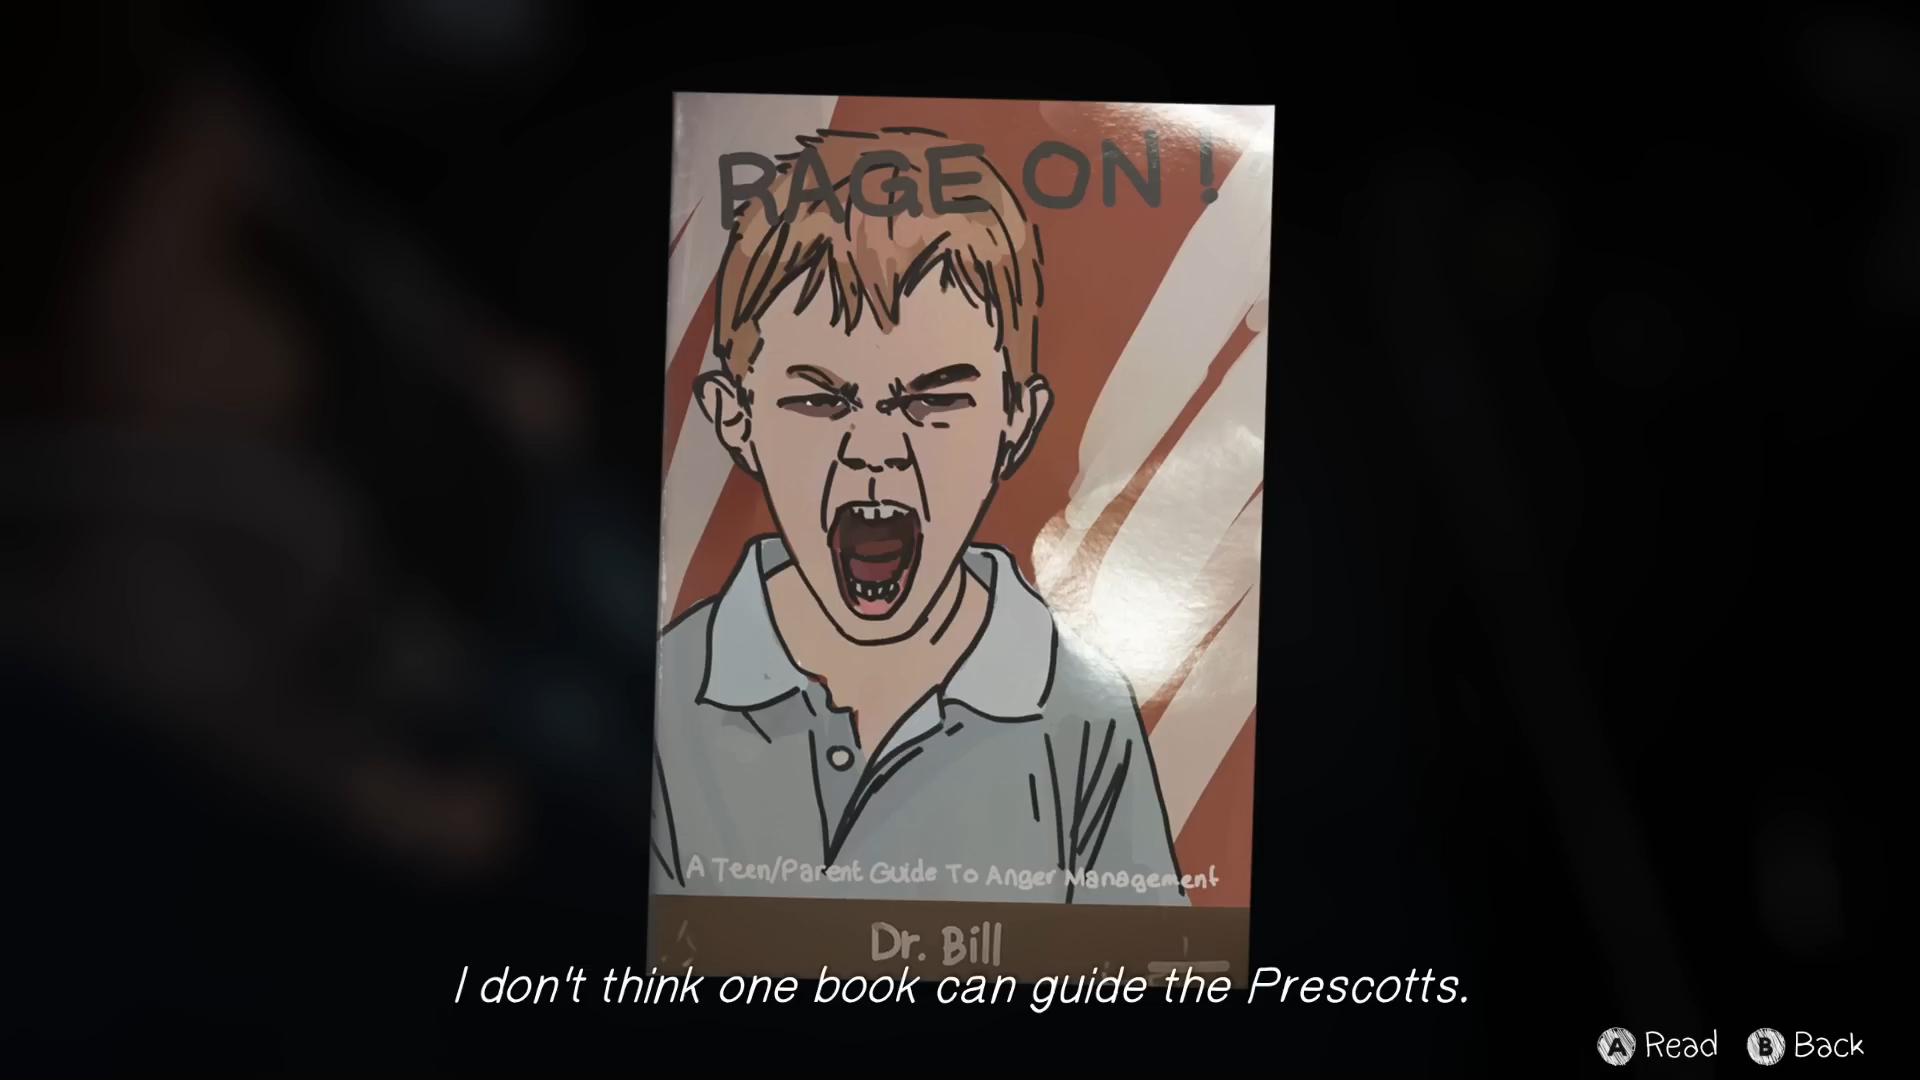 RAGE ON!
A Teen/Parent Guide To Anger Management
Dr. Bill
I don't think one book can guide the Prescotts.
A Read B Back